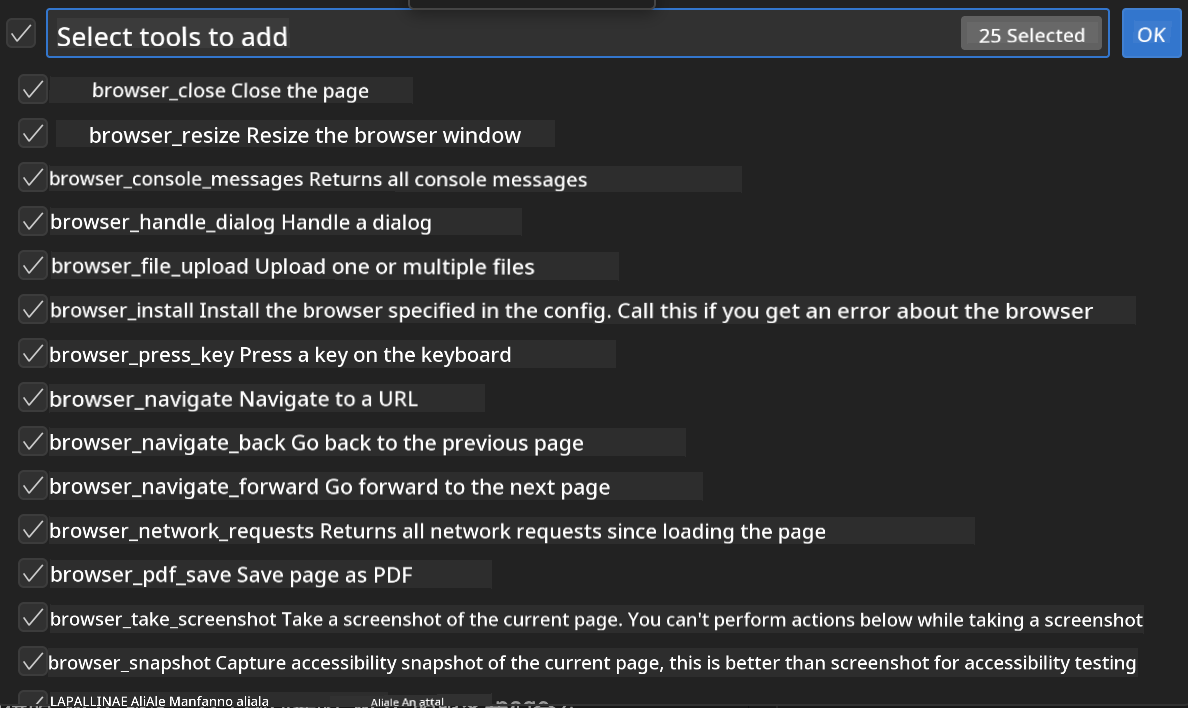 Select tools to add
25 Selected
OK
browser_close Close the page
browser_resize Resize the browser window
browser_console_messages Returns all console messages
browser_handle_dialog Handle a dialog
browser_file_upload Upload one or multiple files
browser_install Install the browser specified in the config. Call this if you get an error about the browser
browser_press_key Press a key on the keyboard
browser_navigate Navigate to a URL
browser_navigate_back Go back to the previous page
browser_navigate_forward Go forward to the next page
browser_network_requests Returns all network requests since loading the page
browser_pdf_save Save page as PDF
browser_take_screenshot Take a screenshot of the current page. You can't perform actions below while taking a screenshot
browser_snapshot Capture accessibility snapshot of the current page, this is better than screenshot for accessibility testing
LAPALLINAE AliAle Manfanno aliala